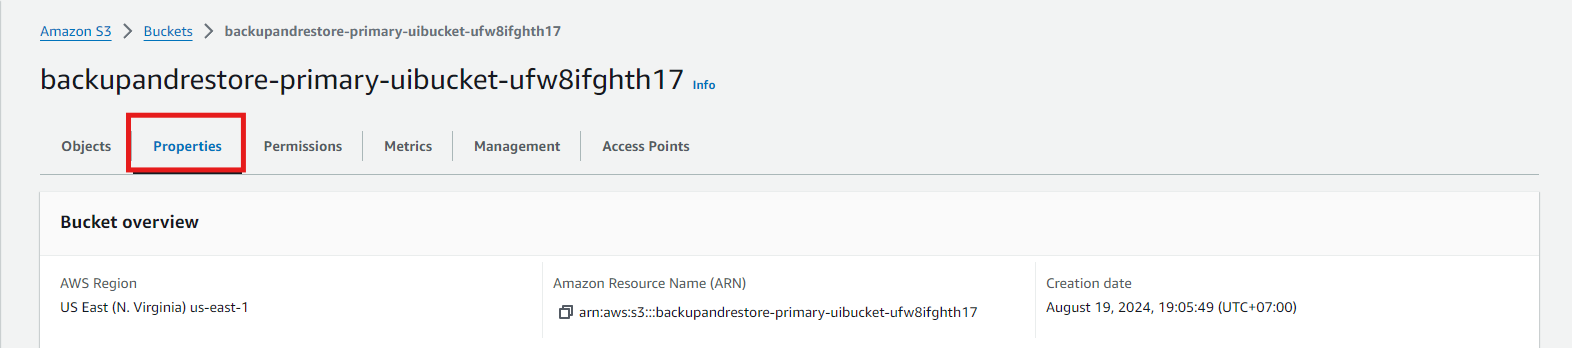 Amazon S3 > Buckets > backupandrestore-primary-uibucket-ufw8ifghth17
backupandrestore-primary-uibucket-ufw8ifghth17 Info
Objects Properties Permissions Metrics Management Access Points
Bucket overview
AWS Region
US East (N. Virginia) us-east-1
Amazon Resource Name (ARN)
arn:aws:s3:::backupandrestore-primary-uibucket-ufw8ifghth17
Creation date
August 19, 2024, 19:05:49 (UTC+07:00)